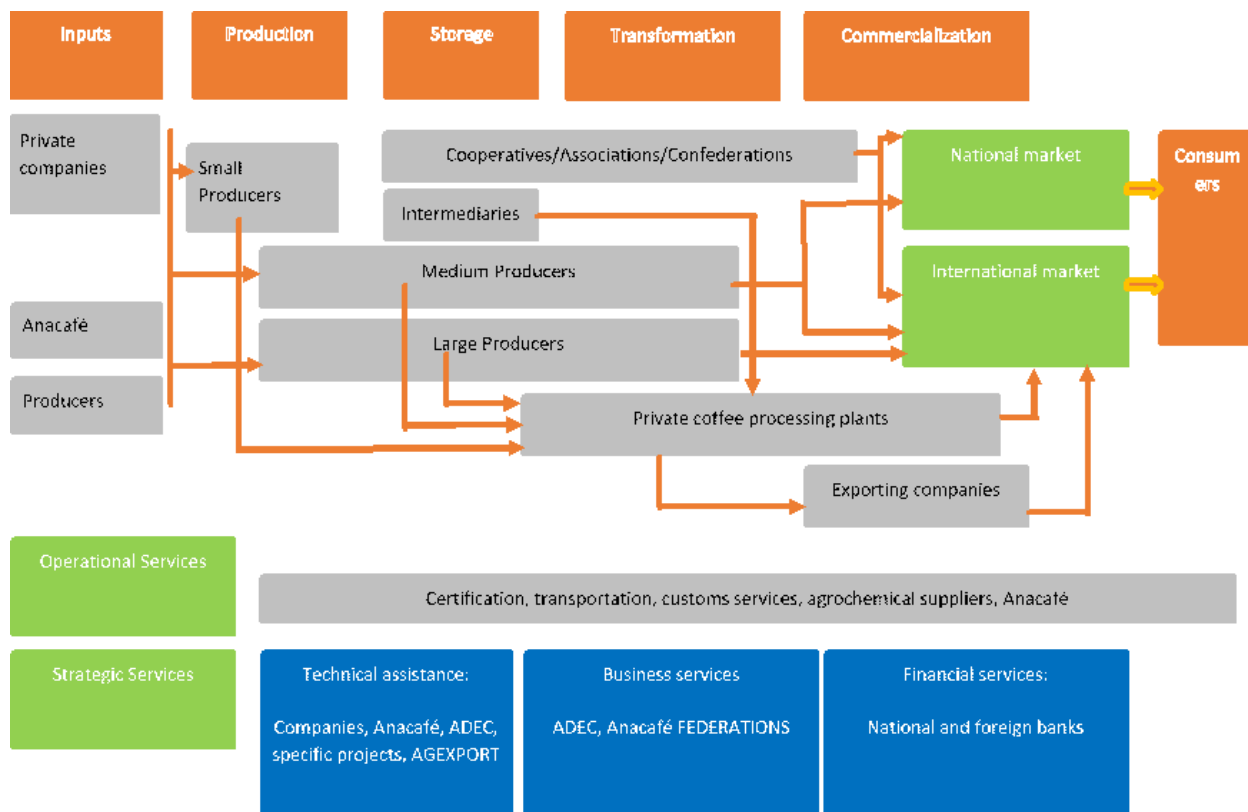 Inputs
Production
Storage
Transformation
Commercialization
Private
companies
Small
Producers
Cooperatives/Associations/Confederations
National market
Consum
ers
Intermediaries
Medium Producers
International market
Anacafé
Large Producers
Producers
Private coffee processing plants
Exporting companies
Operational Services
Certification, transportation, customs services, agrochemical suppliers, Anacafé
Strategic Services
Technical assistance:
Companies, Anacafé, ADEC,
specific projects, AGEXPORT
Business services
ADEC, Anacafé FEDERATIONS
Financial services:
National and foreign banks